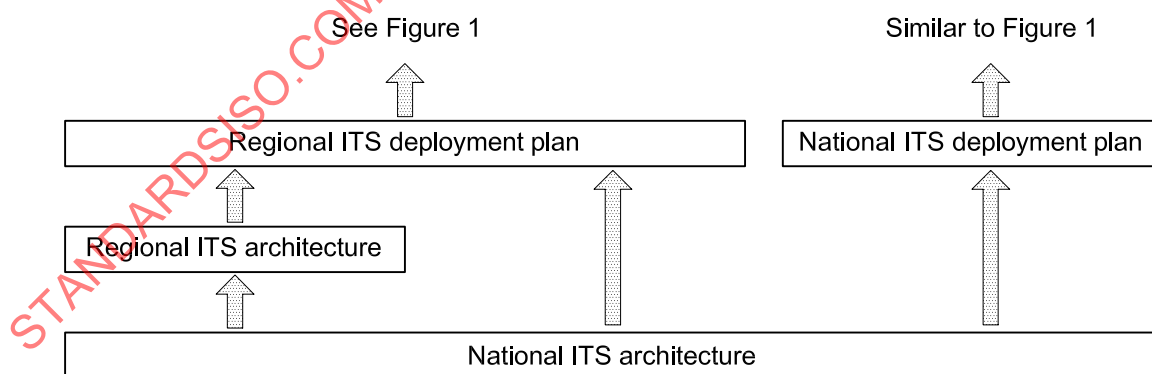 See Figure 1
Similar to Figure 1
Regional ITS deployment plan
National ITS deployment plan
Regional ITS architecture
National ITS architecture
STANDARDSISO.COM